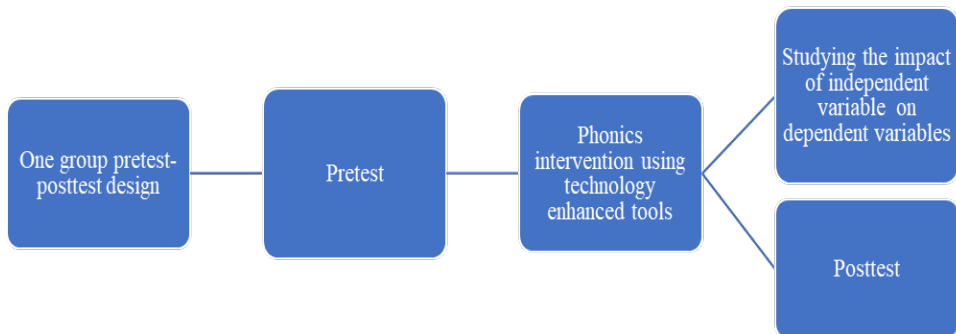 One group pretest-
posttest design
Pretest
Phonics
intervention using
technology
enhanced tools
Studying the impact
of independent
variable on
dependent variables
Posttest